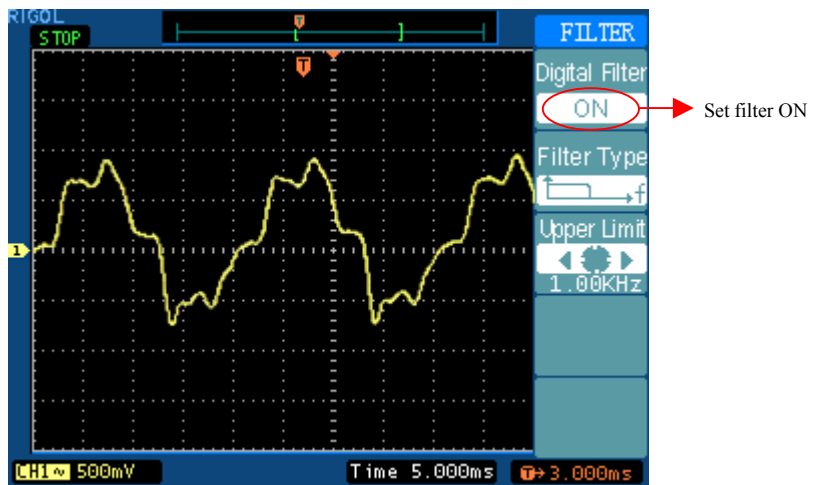 RIGOL
STOP
T
T
FILTER
Digital Filter
ON
Set filter ON
Filter Type
f
Upper Limit
1.00KHz
1
CH1~ 500mV
Time 5.000ms
T→3.000ms